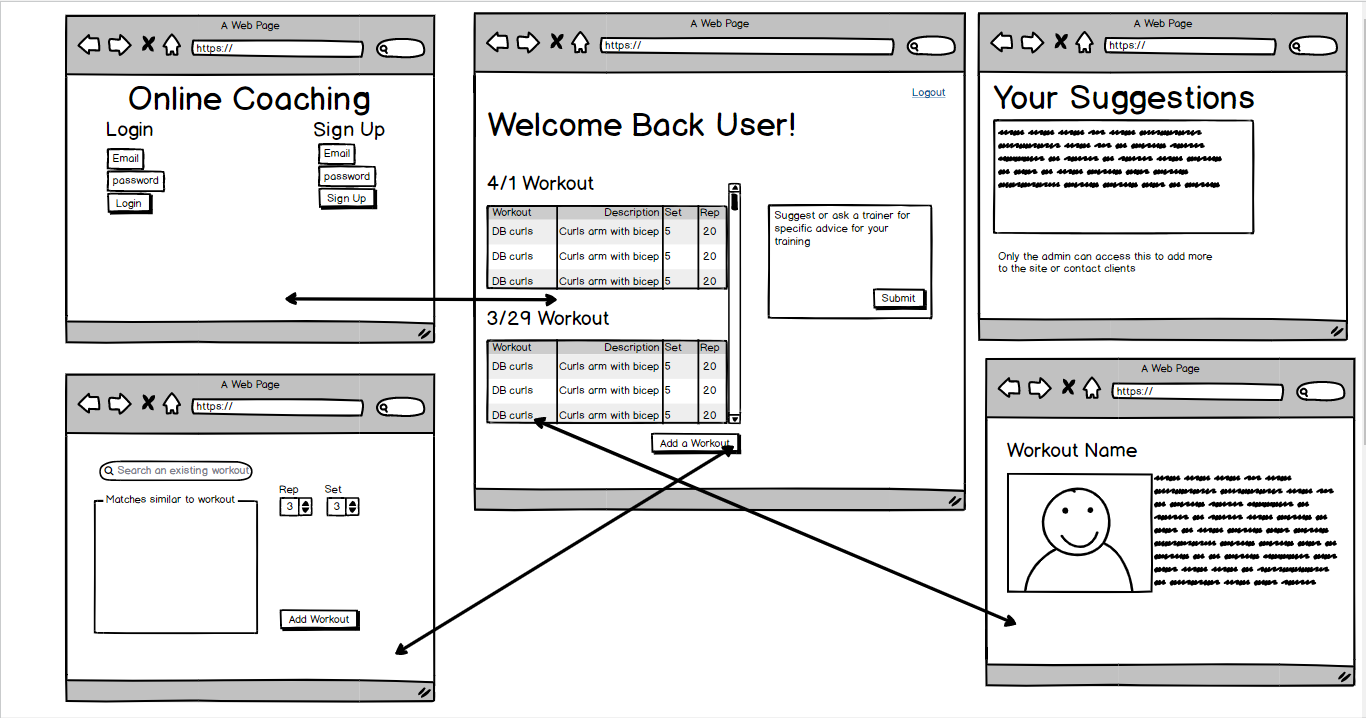 A Web Page
https://
Online Coaching
Login
Sign Up
Email
password
Login
Email
password
Sign Up
A Web Page
https://
Logout
Welcome Back User!
4/1 Workout
Workout Description Set Rep
DB curls Curls arm with bicep 5 20
DB curls Curls arm with bicep 5 20
DB curls Curls arm with bicep 5 20
3/29 Workout
Workout Description Set Rep
DB curls Curls arm with bicep 5 20
DB curls Curls arm with bicep 5 20
DB curls Curls arm with bicep 5 20
Add a Workout
Suggest or ask a trainer for
specific advice for your
training
Submit
A Web Page
https://
Your Suggestions
Only the admin can access this to add more
to the site or contact clients
A Web Page
https://
Search an existing workout
Matches similar to workout
Rep Set
3 3
Add Workout
A Web Page
https://
Workout Name